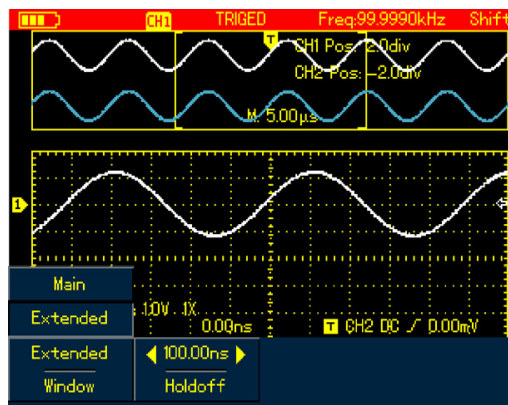 CH1 TRIGED Freq:99.9990kHz Shift
T CH1 Pos: 2.0div
CH2 Pos:-2.0div
M: 5.00μs
1
Main
: 1.0V 1X
Extended 0.00ns T CH2 DC 0.00mV
Extended 100.00ns
Window Holdoff